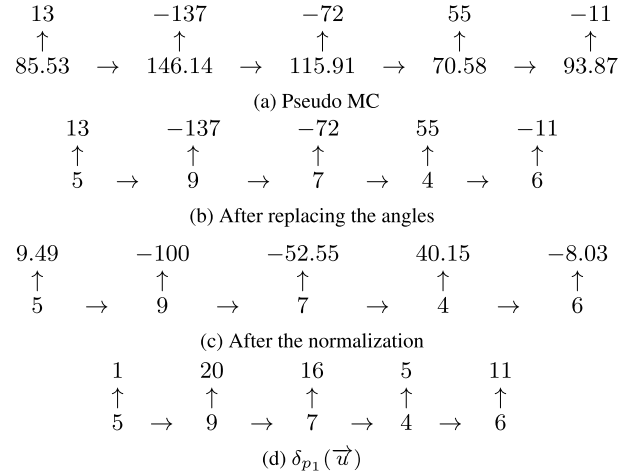 13 −137 −72 55 −11
↑ ↑ ↑ ↑ ↑
85.53 → 146.14 → 115.91 → 70.58 → 93.87
(a) Pseudo MC
13 −137 −72 55 −11
↑ ↑ ↑ ↑ ↑
5 → 9 → 7 → 4 → 6
(b) After replacing the angles
9.49 −100 −52.55 40.15 −8.03
↑ ↑ ↑ ↑ ↑
5 → 9 → 7 → 4 → 6
(c) After the normalization
1 20 16 5 11
↑ ↑ ↑ ↑ ↑
5 → 9 → 7 → 4 → 6
(d) δ_{p₁}(\overrightarrow{u})